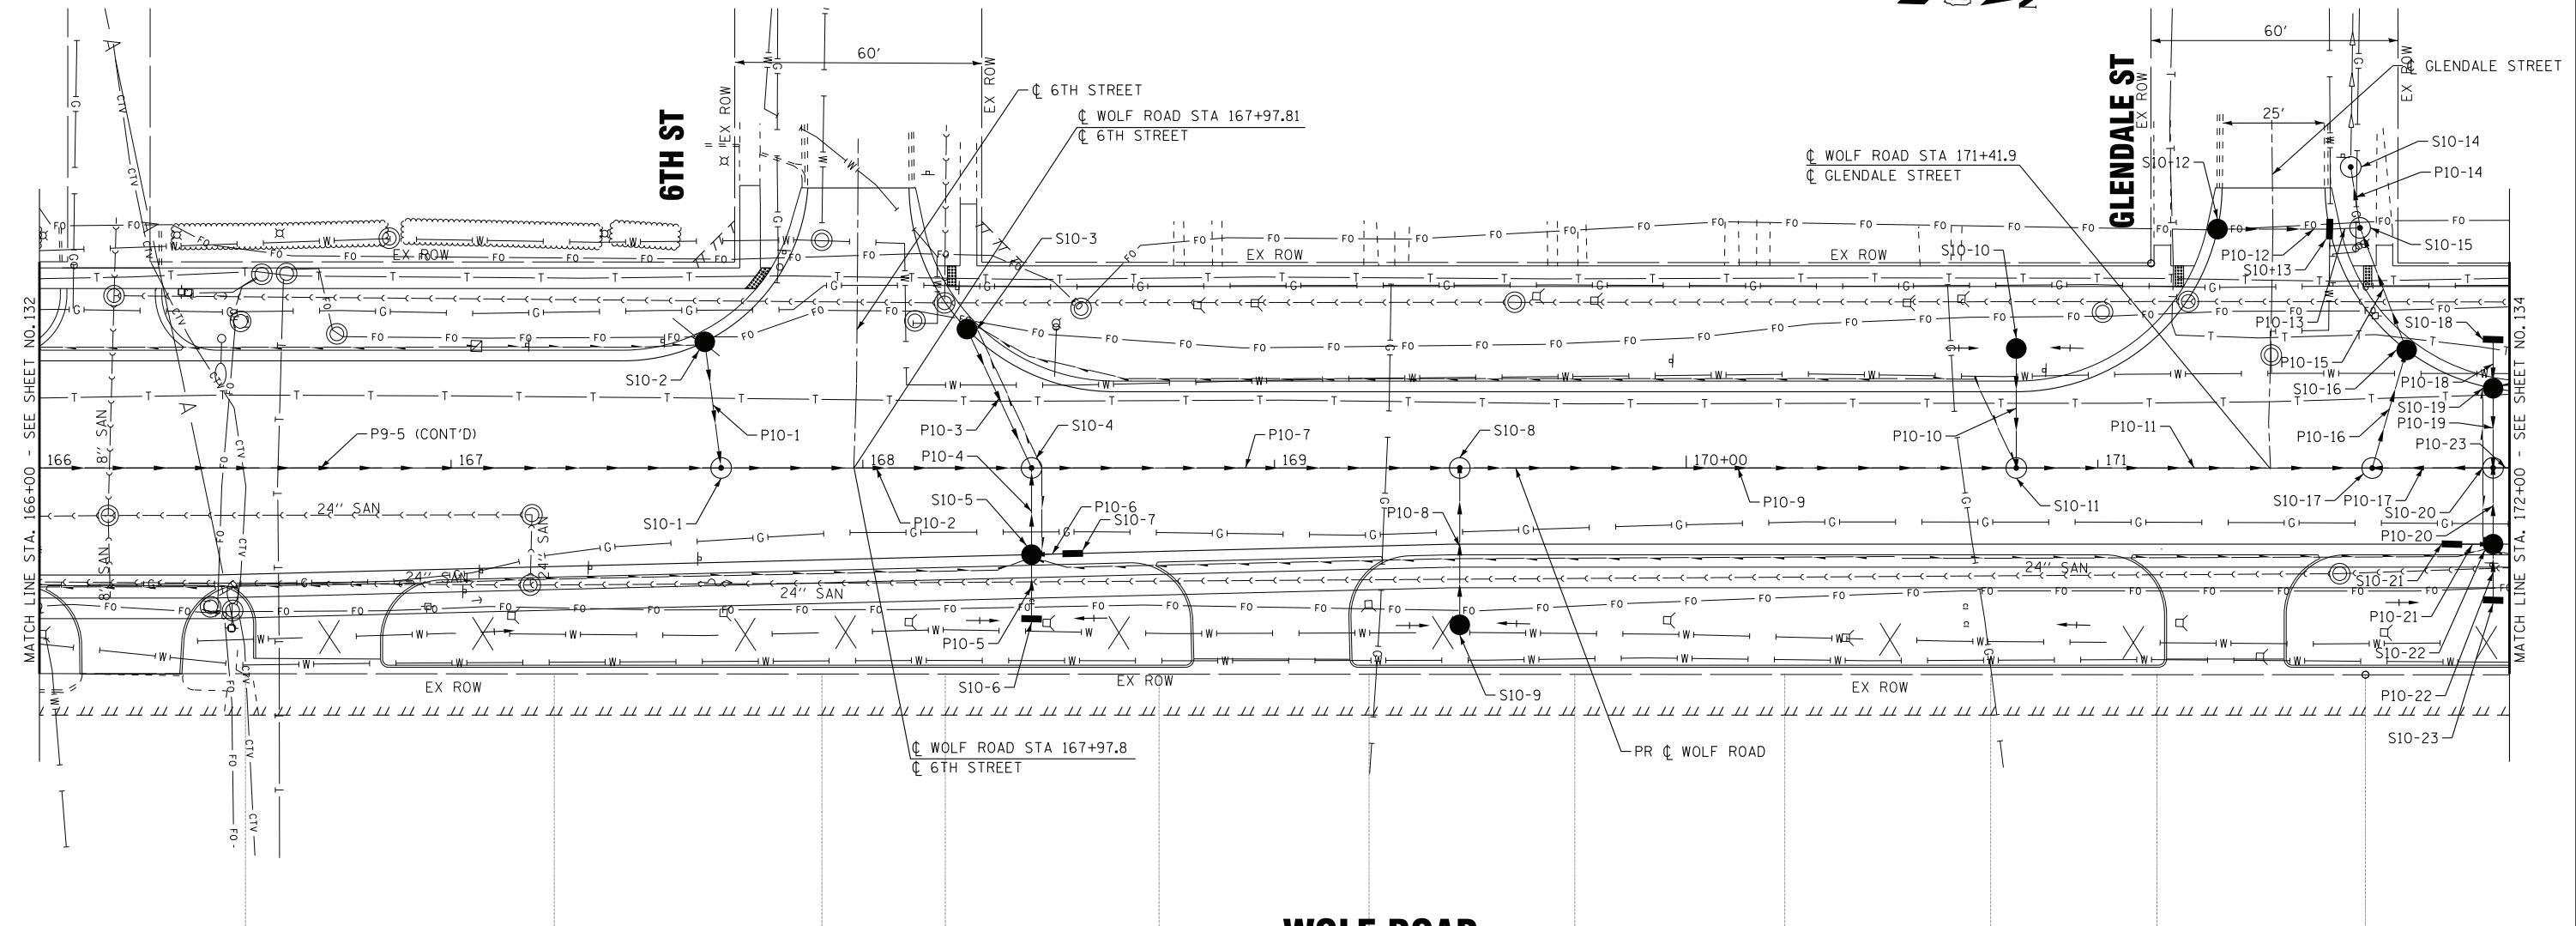 60'
EX ROW
EX ROW
6TH ST
℄ 6TH STREET
℄ WOLF ROAD STA 167+97.81
℄ 6TH STREET
S10-3
60'
EX ROW
EX ROW
GLENDALE ST
℄ GLENDALE STREET
25'
℄ WOLF ROAD STA 171+41.9
℄ GLENDALE STREET
S10-12
S10-14
P10-14
S10-15
P10-12
S10-13
S10-10
EX ROW
EX ROW
EX ROW
MATCH LINE STA. 166+00 - SEE SHEET NO.132
MATCH LINE STA. 172+00 - SEE SHEET NO.134
S10-2
P10-1
P10-3
S10-4
P10-4
P10-7
S10-8
P10-13
S10-18
P10-15
S10-16
P10-18
S10-19
P10-19
P10-16
P10-23
P10-10
P10-11
8'' SAN
P9-5 (CONT'D)
166
167
168
169
170+00
171
S10-5
P10-6
S10-7
P10-2
S10-1
P10-8
P10-9
S10-11
S10-17
P10-17
S10-20
P10-20
24'' SAN
24'' SAN
8'' SAN
24'' SAN
24'' SAN
24'' SAN
S10-21
P10-21
S10-22
P10-22
S10-23
P10-5
S10-6
S10-9
EX ROW
EX ROW
EX ROW
℄ WOLF ROAD STA 167+97.8
℄ 6TH STREET
PR ℄ WOLF ROAD
WOLF ROAD